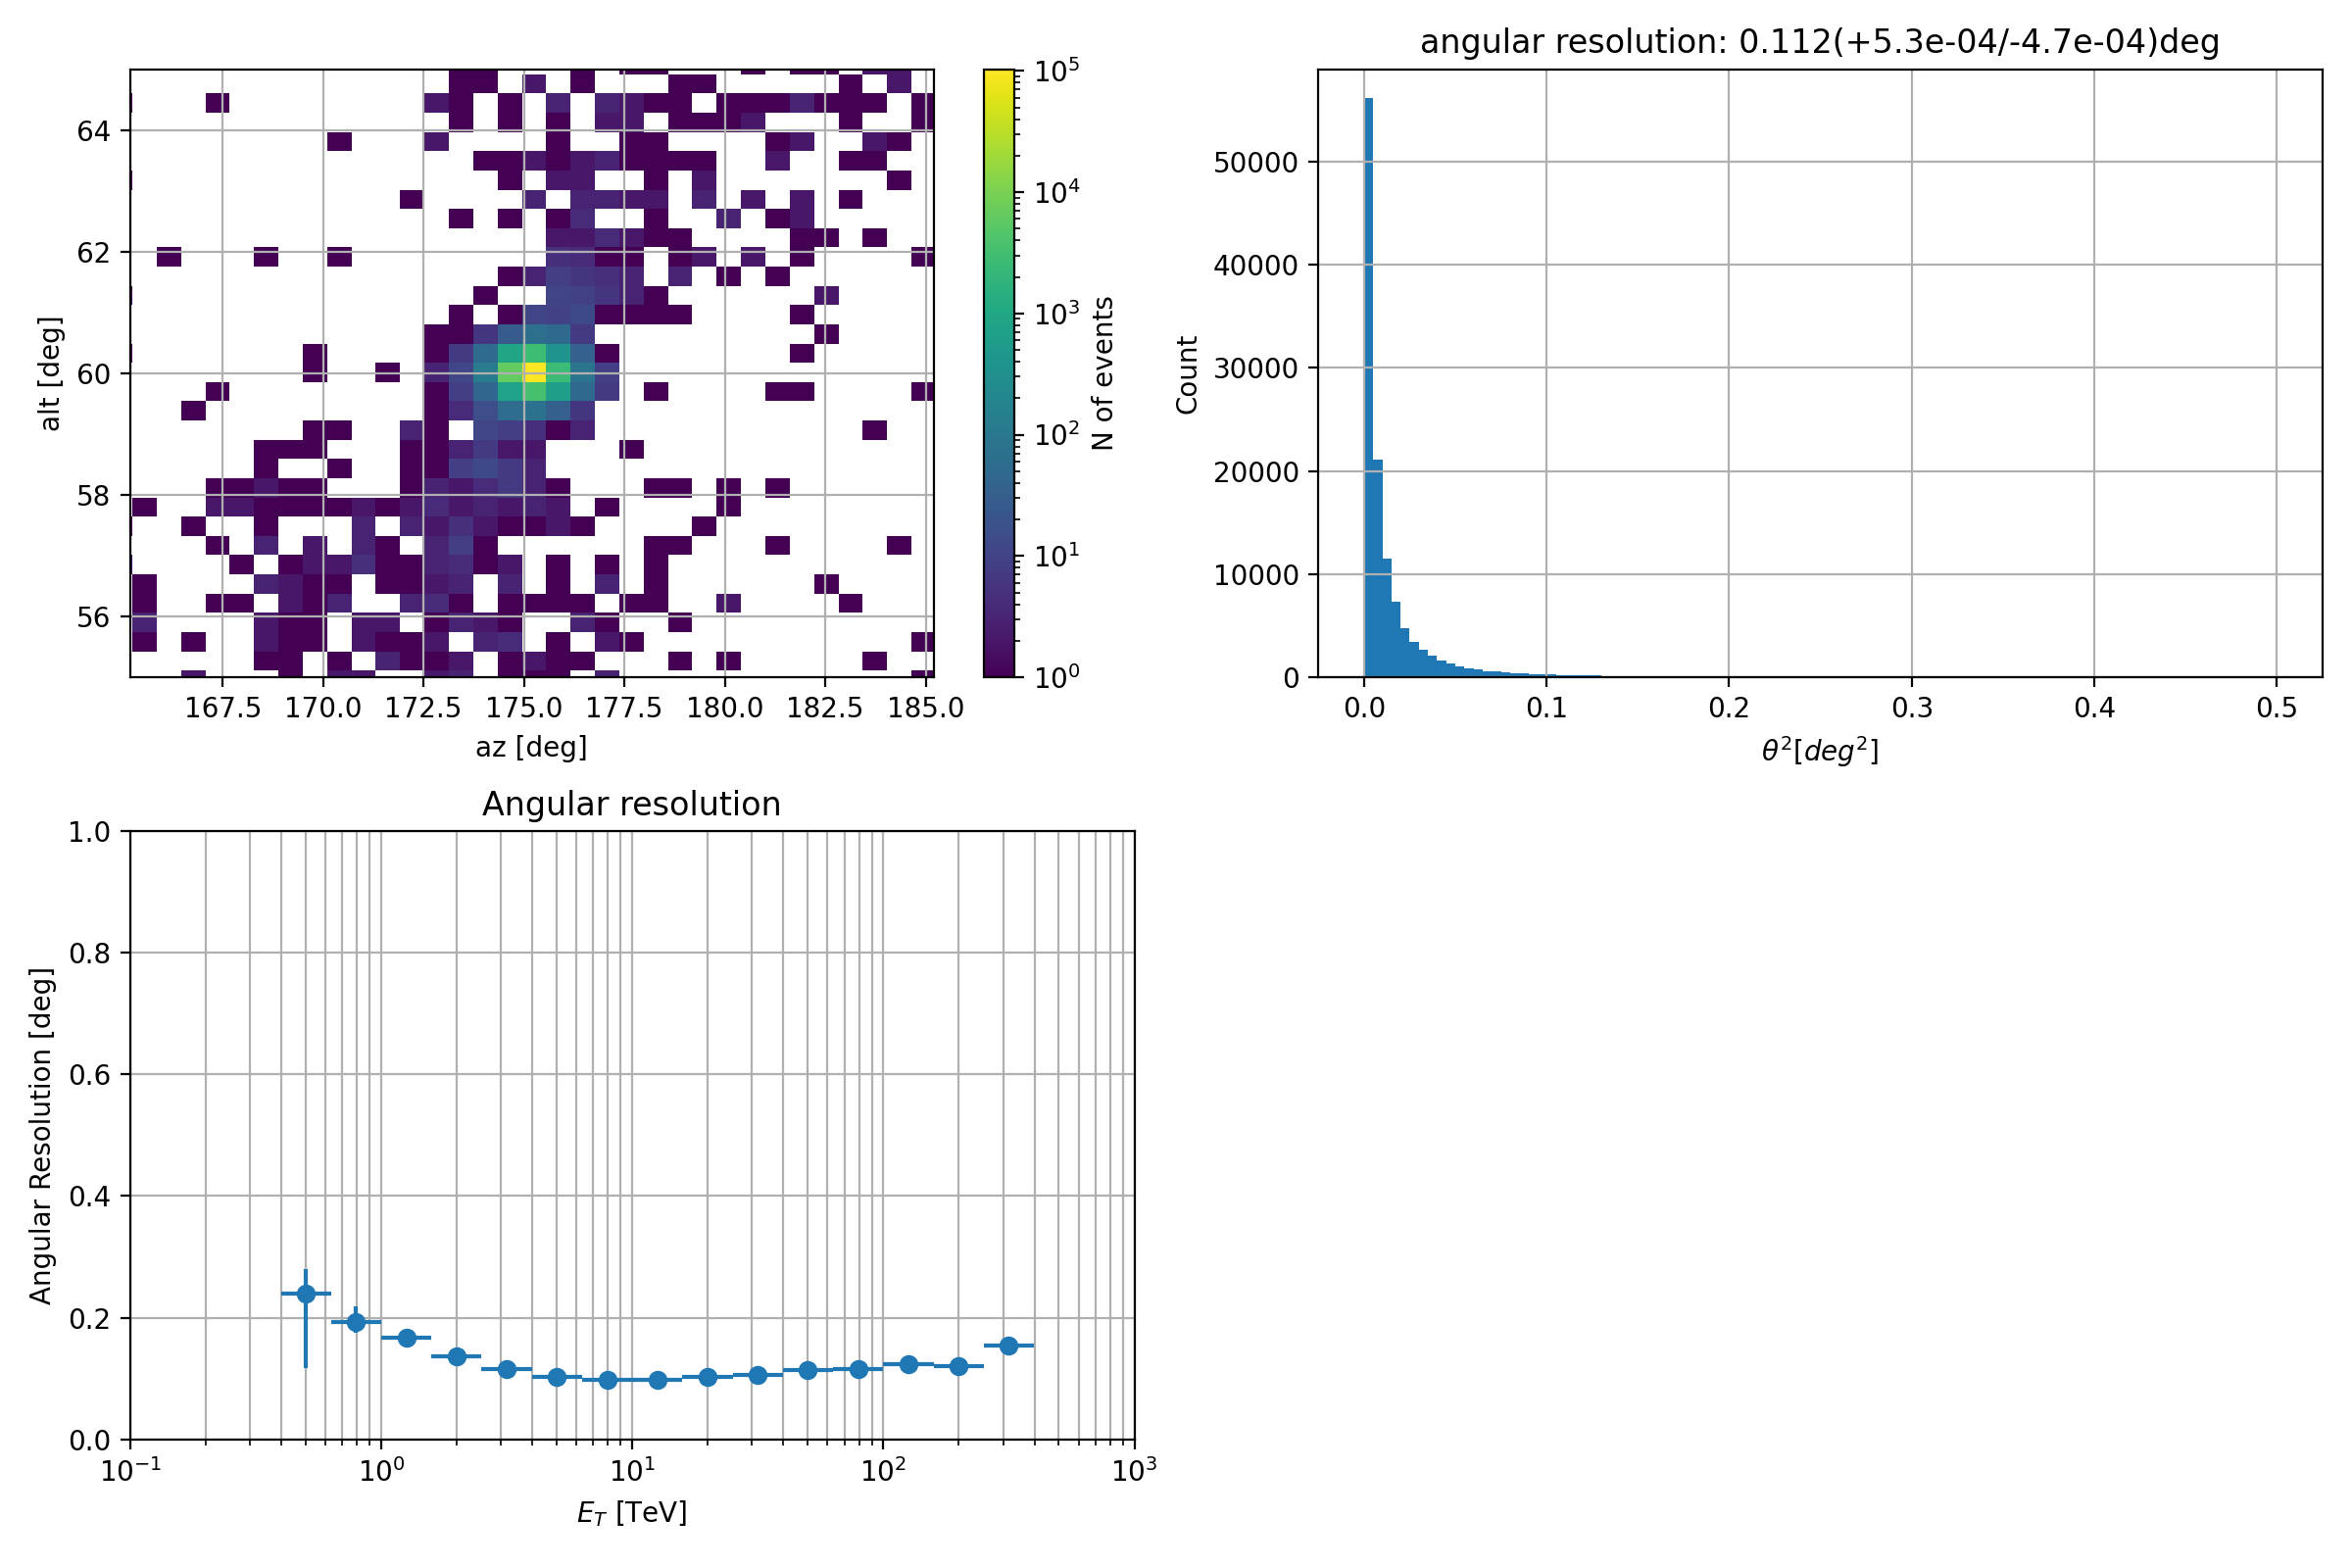 64
62
60
58
56
alt [deg]
167.5 170.0 172.5 175.0 177.5 180.0 182.5 185.0
az [deg]
10^5
10^4
10^3
10^2
10^1
10^0
N of events
angular resolution: 0.112(+5.3e-04/-4.7e-04)deg
50000
40000
30000
20000
10000
0
Count
0.0 0.1 0.2 0.3 0.4 0.5
θ^2[deg^2]
Angular resolution
1.0
0.8
0.6
0.4
0.2
0.0
Angular Resolution [deg]
10^−1 10^0 10^1 10^2 10^3
E_T [TeV]